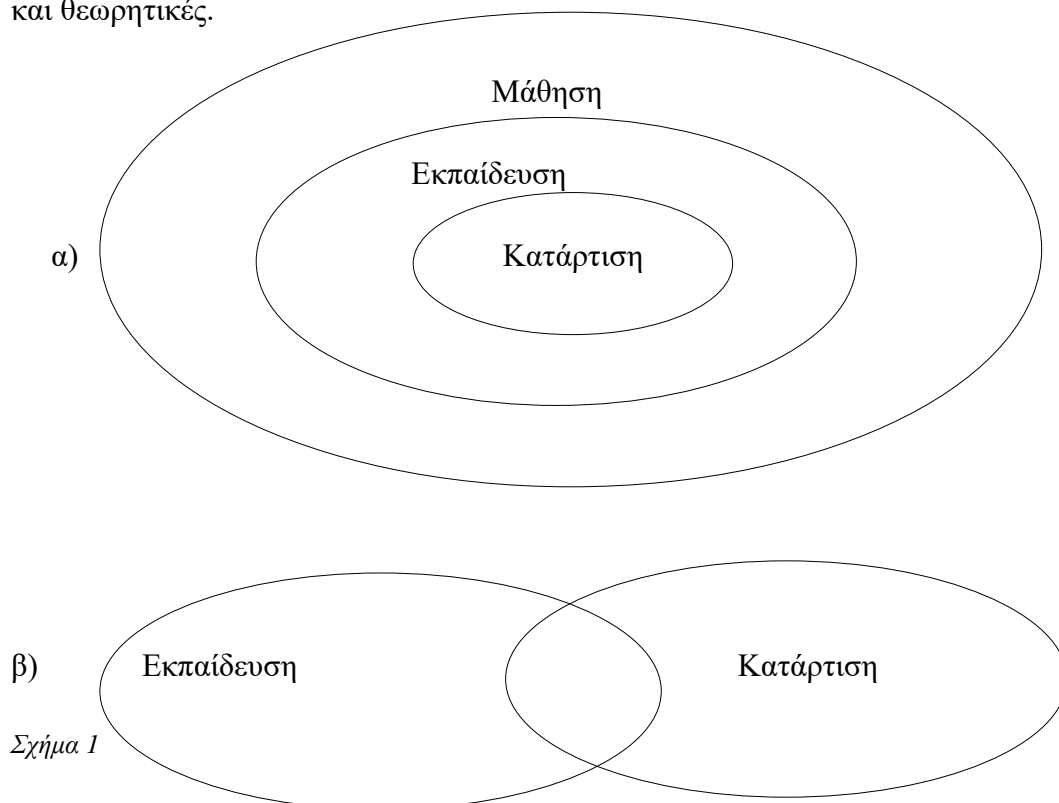 και θεωρητικές.
Μάθηση
Εκπαίδευση
α)
Κατάρτιση
β)
Εκπαίδευση
Κατάρτιση
Σχήμα 1